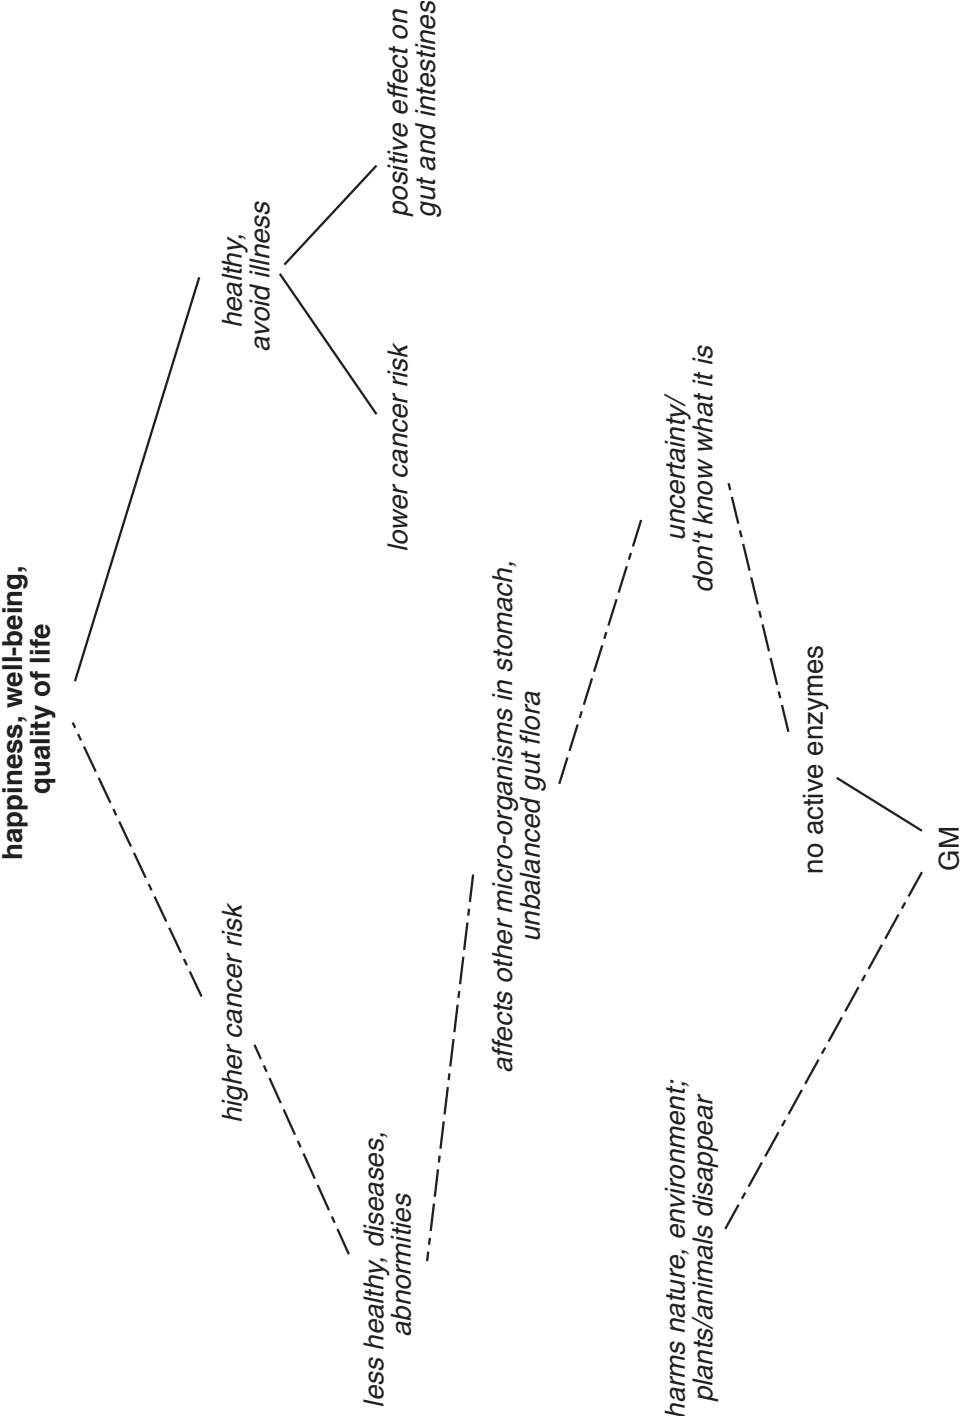 happiness, well-being,
quality of life
higher cancer risk
healthy,
avoid illness
less healthy, diseases,
abnormities
lower cancer risk
positive effect on
gut and intestines
affects other micro-organisms in stomach,
unbalanced gut flora
harms nature, environment;
plants/animals disappear
uncertainty/
don't know what it is
no active enzymes
GM